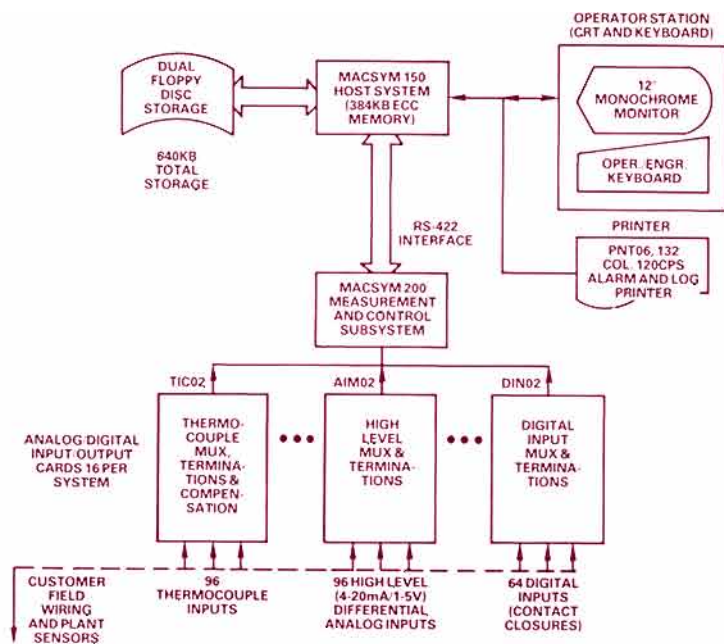 OPERATOR STATION
(CRT AND KEYBOARD)
DUAL
FLOPPY
DISC
STORAGE
640KB
TOTAL
STORAGE
MACSYM 150
HOST SYSTEM
(384KB ECC
MEMORY)
12"
MONOCHROME
MONITOR
OPER. ENGR.
KEYBOARD
RS-422
INTERFACE
PRINTER
PNT06, 132
COL. 120CPS
ALARM AND LOG
PRINTER
MACSYM 200
MEASUREMENT
AND CONTROL
SUBSYSTEM
TIC02
AIM02
DIN02
ANALOG/DIGITAL
INPUT/OUTPUT
CARDS 16 PER
SYSTEM
THERMO-
COUPLE
MUX,
TERMINA-
TIONS &
COMPEN-
SATION
HIGH
LEVEL
MUX &
TERMINA-
TIONS
DIGITAL
INPUT
MUX &
TERMINA-
TIONS
CUSTOMER
FIELD
WIRING
AND PLANT
SENSORS
96
THERMOCOUPLE
INPUTS
96 HIGH LEVEL
(4-20mA/1-5V)
DIFFERENTIAL
ANALOG INPUTS
64 DIGITAL
INPUTS
(CONTACT
CLOSURES)